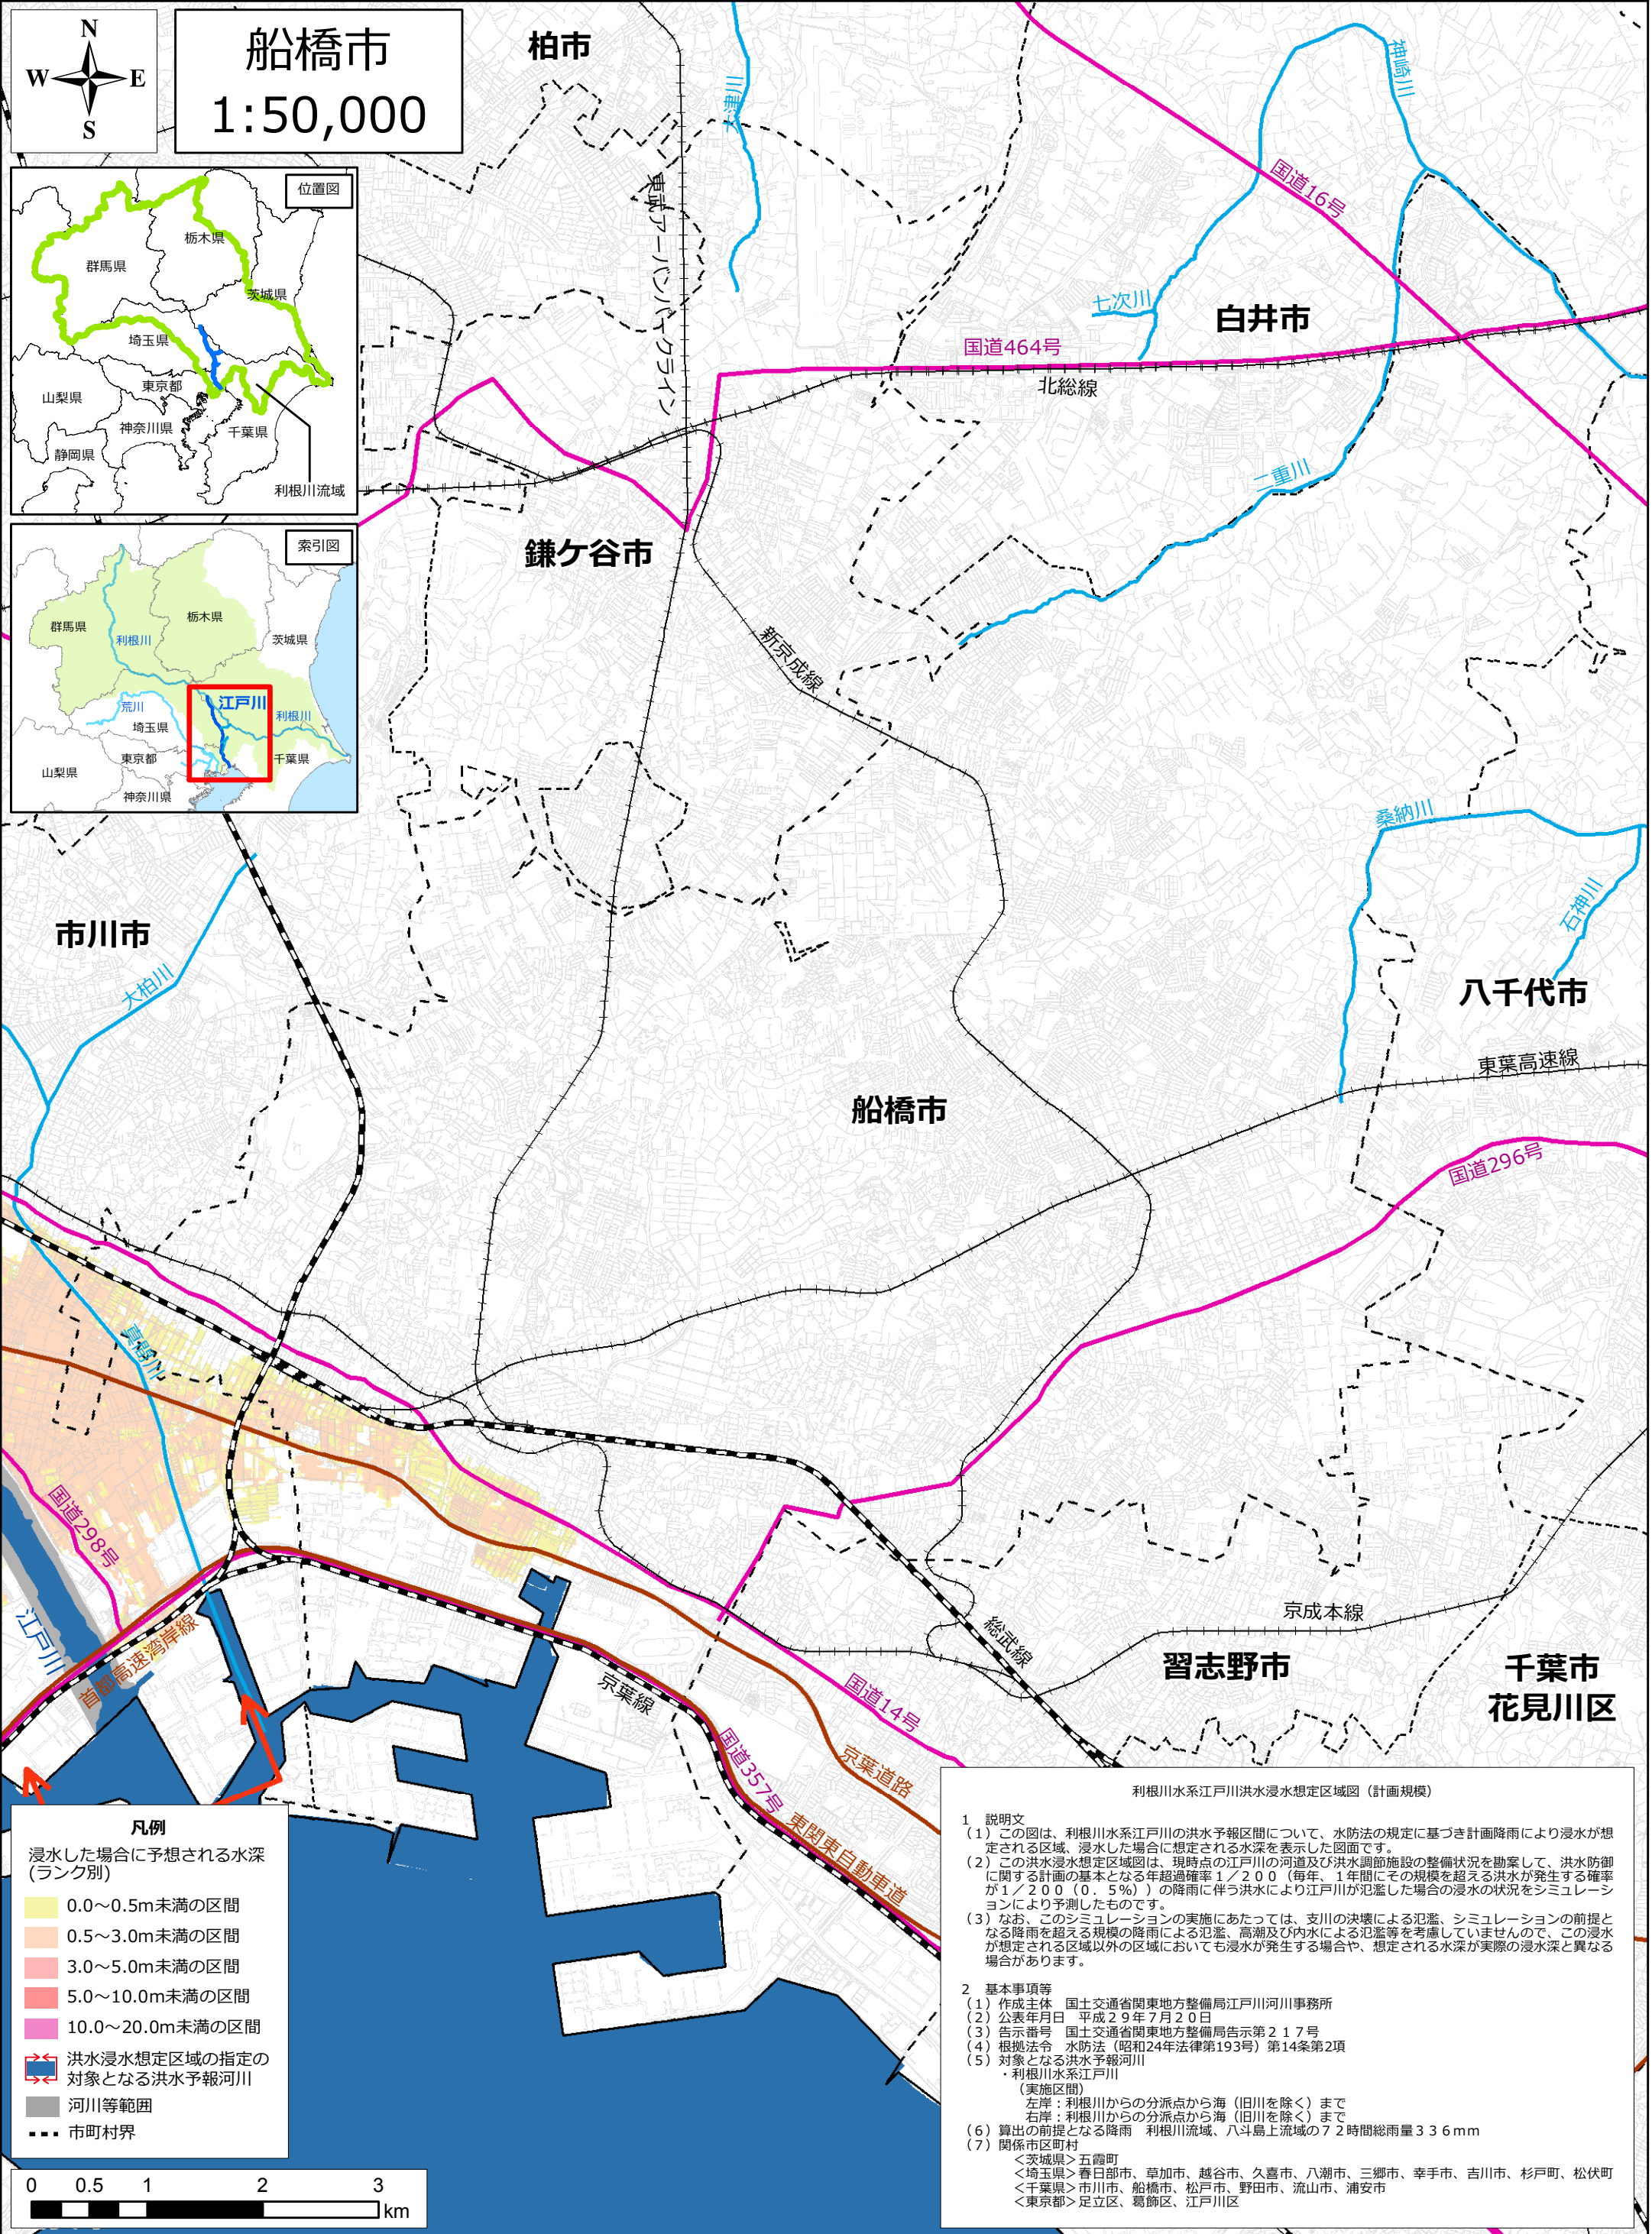 N
W E
S
船橋市
1:50,000
位置図
栃木県
群馬県
茨城県
埼玉県
東京都
山梨県
神奈川県
千葉県
静岡県
利根川流域
索引図
群馬県
栃木県
利根川
茨城県
荒川
江戸川
利根川
埼玉県
東京都
千葉県
山梨県
神奈川県
柏市
大津川
神崎川
東武アーバンパークライン
国道16号
七次川
白井市
国道464号
北総線
二重川
鎌ケ谷市
新京成線
桑納川
石神川
市川市
大柏川
八千代市
東葉高速線
船橋市
国道296号
真間川
国道298号
江戸川
首都高速湾岸線
京葉線
総武線
京成本線
習志野市
千葉市
花見川区
国道14号
国道357号
京葉道路
東関東自動車道
凡例
浸水した場合に予想される水深
(ランク別)
0.0～0.5m未満の区間
0.5～3.0m未満の区間
3.0～5.0m未満の区間
5.0～10.0m未満の区間
10.0～20.0m未満の区間
洪水浸水想定区域の指定の
対象となる洪水予報河川
河川等範囲
市町村界
0 0.5 1 2 3
km
利根川水系江戸川洪水浸水想定区域図（計画規模）
1 説明文
（1）この図は、利根川水系江戸川の洪水予報区間について、水防法の規定に基づき計画降雨により浸水が想
定される区域、浸水した場合に想定される水深を表示した図面です。
（2）この洪水浸水想定区域図は、現時点の江戸川の河道及び洪水調節施設の整備状況を勘案して、洪水防御
に関する計画の基本となる年超過確率１／２００（毎年、１年間にその規模を超える洪水が発生する確率
が１／２００（０．５%））の降雨に伴う洪水により江戸川が氾濫した場合の浸水の状況をシミュレーシ
ョンにより予測したものです。
（3）なお、このシミュレーションの実施にあたっては、支川の決壊による氾濫、シミュレーションの前提と
なる降雨を超える規模の降雨による氾濫、高潮及び内水による氾濫等を考慮していませんので、この浸水
が想定される区域以外の区域においても浸水が発生する場合や、想定される水深が実際の浸水深と異なる
場合があります。
2 基本事項等
（1）作成主体 国土交通省関東地方整備局江戸川河川事務所
（2）公表年月日 平成２９年７月２０日
（3）告示番号 国土交通省関東地方整備局告示第２１７号
（4）根拠法令 水防法（昭和24年法律第193号）第14条第2項
（5）対象となる洪水予報河川
・利根川水系江戸川
（実施区間）
左岸：利根川からの分派点から海（旧川を除く）まで
右岸：利根川からの分派点から海（旧川を除く）まで
（6）算出の前提となる降雨 利根川流域、八斗島上流域の７２時間総雨量３３６mm
（7）関係市区町村
＜茨城県＞五霞町
＜埼玉県＞春日部市、草加市、越谷市、久喜市、八潮市、三郷市、幸手市、吉川市、杉戸町、松伏町
＜千葉県＞市川市、船橋市、松戸市、野田市、流山市、浦安市
＜東京都＞足立区、葛飾区、江戸川区